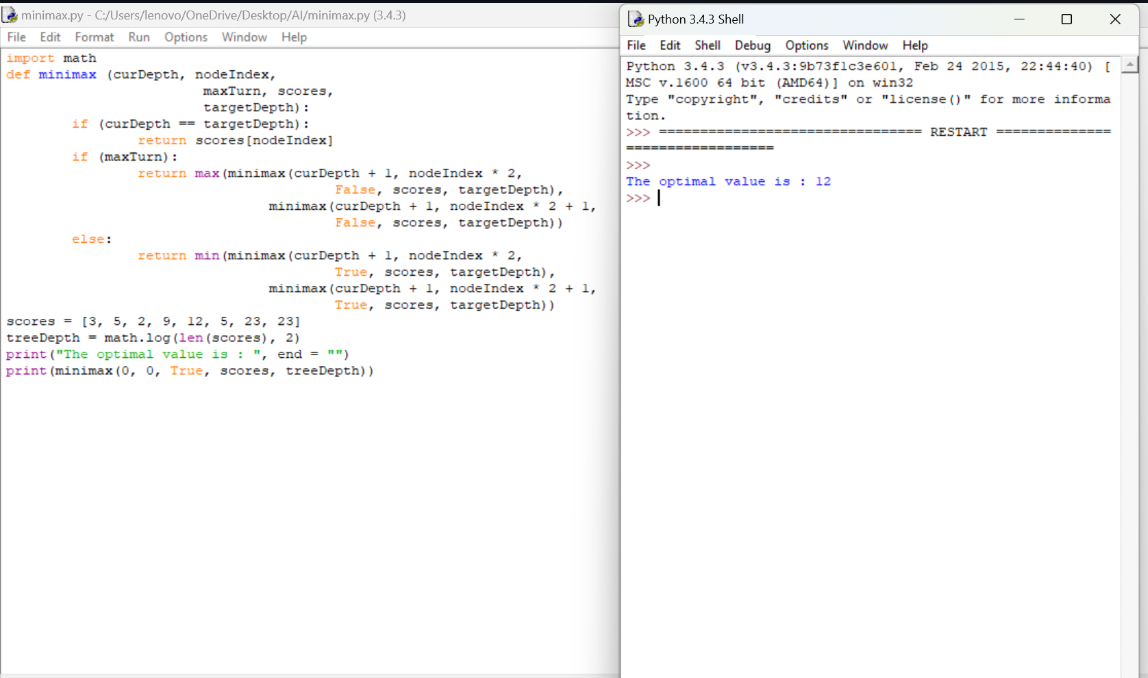 minimax.py - C:/Users/lenovo/OneDrive/Desktop/AI/minimax.py (3.4.3)
File Edit Format Run Options Window Help
import math
def minimax (curDepth, nodeIndex,
maxTurn, scores,
targetDepth):
if (curDepth == targetDepth):
return scores[nodeIndex]
if (maxTurn):
return max(minimax(curDepth + 1, nodeIndex * 2,
False, scores, targetDepth),
minimax(curDepth + 1, nodeIndex * 2 + 1,
False, scores, targetDepth))
else:
return min(minimax(curDepth + 1, nodeIndex * 2,
True, scores, targetDepth),
minimax(curDepth + 1, nodeIndex * 2 + 1,
True, scores, targetDepth))
scores = [3, 5, 2, 9, 12, 5, 23, 23]
treeDepth = math.log(len(scores), 2)
print("The optimal value is : ", end = "")
print(minimax(0, 0, True, scores, treeDepth))
Python 3.4.3 Shell
File Edit Shell Debug Options Window Help
Python 3.4.3 (v3.4.3:9b73f1c3e601, Feb 24 2015, 22:44:40) [
MSC v.1600 64 bit (AMD64)] on win32
Type "copyright", "credits" or "license()" for more informa
tion.
>>> ================================ RESTART ==============
==================
>>>
The optimal value is : 12
>>>